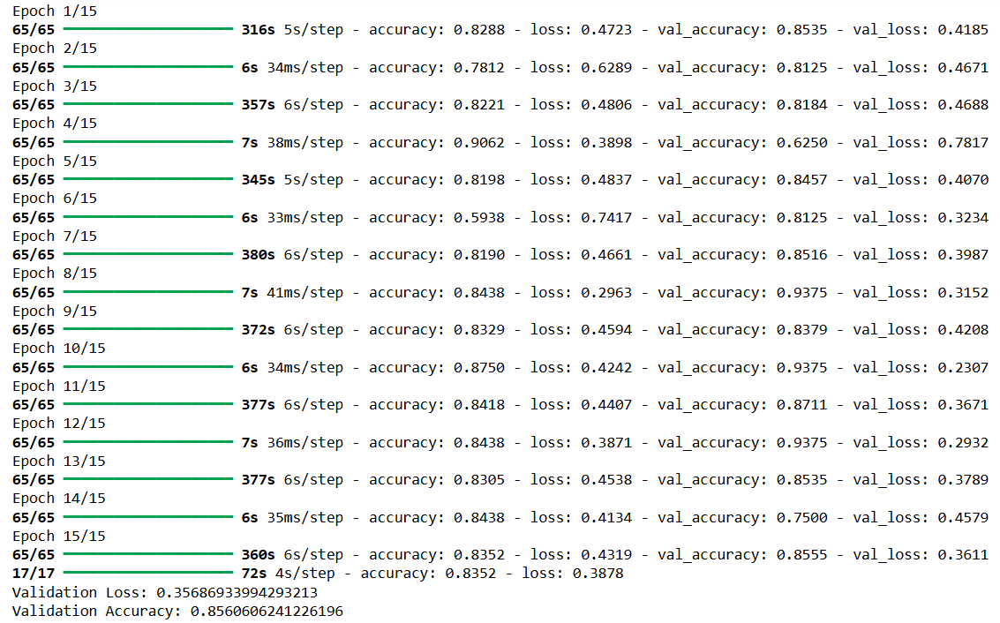 Epoch 1/15
65/65 ━━━━━━━━━━━━━━━━━━━━ 316s 5s/step - accuracy: 0.8288 - loss: 0.4723 - val_accuracy: 0.8535 - val_loss: 0.4185
Epoch 2/15
65/65 ━━━━━━━━━━━━━━━━━━━━ 6s 34ms/step - accuracy: 0.7812 - loss: 0.6289 - val_accuracy: 0.8125 - val_loss: 0.4671
Epoch 3/15
65/65 ━━━━━━━━━━━━━━━━━━━━ 357s 6s/step - accuracy: 0.8221 - loss: 0.4806 - val_accuracy: 0.8184 - val_loss: 0.4688
Epoch 4/15
65/65 ━━━━━━━━━━━━━━━━━━━━ 7s 38ms/step - accuracy: 0.9062 - loss: 0.3898 - val_accuracy: 0.6250 - val_loss: 0.7817
Epoch 5/15
65/65 ━━━━━━━━━━━━━━━━━━━━ 345s 5s/step - accuracy: 0.8198 - loss: 0.4837 - val_accuracy: 0.8457 - val_loss: 0.4070
Epoch 6/15
65/65 ━━━━━━━━━━━━━━━━━━━━ 6s 33ms/step - accuracy: 0.5938 - loss: 0.7417 - val_accuracy: 0.8125 - val_loss: 0.3234
Epoch 7/15
65/65 ━━━━━━━━━━━━━━━━━━━━ 380s 6s/step - accuracy: 0.8190 - loss: 0.4661 - val_accuracy: 0.8516 - val_loss: 0.3987
Epoch 8/15
65/65 ━━━━━━━━━━━━━━━━━━━━ 7s 41ms/step - accuracy: 0.8438 - loss: 0.2963 - val_accuracy: 0.9375 - val_loss: 0.3152
Epoch 9/15
65/65 ━━━━━━━━━━━━━━━━━━━━ 372s 6s/step - accuracy: 0.8329 - loss: 0.4594 - val_accuracy: 0.8379 - val_loss: 0.4208
Epoch 10/15
65/65 ━━━━━━━━━━━━━━━━━━━━ 6s 34ms/step - accuracy: 0.8750 - loss: 0.4242 - val_accuracy: 0.9375 - val_loss: 0.2307
Epoch 11/15
65/65 ━━━━━━━━━━━━━━━━━━━━ 377s 6s/step - accuracy: 0.8418 - loss: 0.4407 - val_accuracy: 0.8711 - val_loss: 0.3671
Epoch 12/15
65/65 ━━━━━━━━━━━━━━━━━━━━ 7s 36ms/step - accuracy: 0.8438 - loss: 0.3871 - val_accuracy: 0.9375 - val_loss: 0.2932
Epoch 13/15
65/65 ━━━━━━━━━━━━━━━━━━━━ 377s 6s/step - accuracy: 0.8305 - loss: 0.4538 - val_accuracy: 0.8535 - val_loss: 0.3789
Epoch 14/15
65/65 ━━━━━━━━━━━━━━━━━━━━ 6s 35ms/step - accuracy: 0.8438 - loss: 0.4134 - val_accuracy: 0.7500 - val_loss: 0.4579
Epoch 15/15
65/65 ━━━━━━━━━━━━━━━━━━━━ 360s 6s/step - accuracy: 0.8352 - loss: 0.4319 - val_accuracy: 0.8555 - val_loss: 0.3611
17/17 ━━━━━━━━━━━━━━━━━━━━ 72s 4s/step - accuracy: 0.8352 - loss: 0.3878
Validation Loss: 0.35686933994293213
Validation Accuracy: 0.8560606241226196